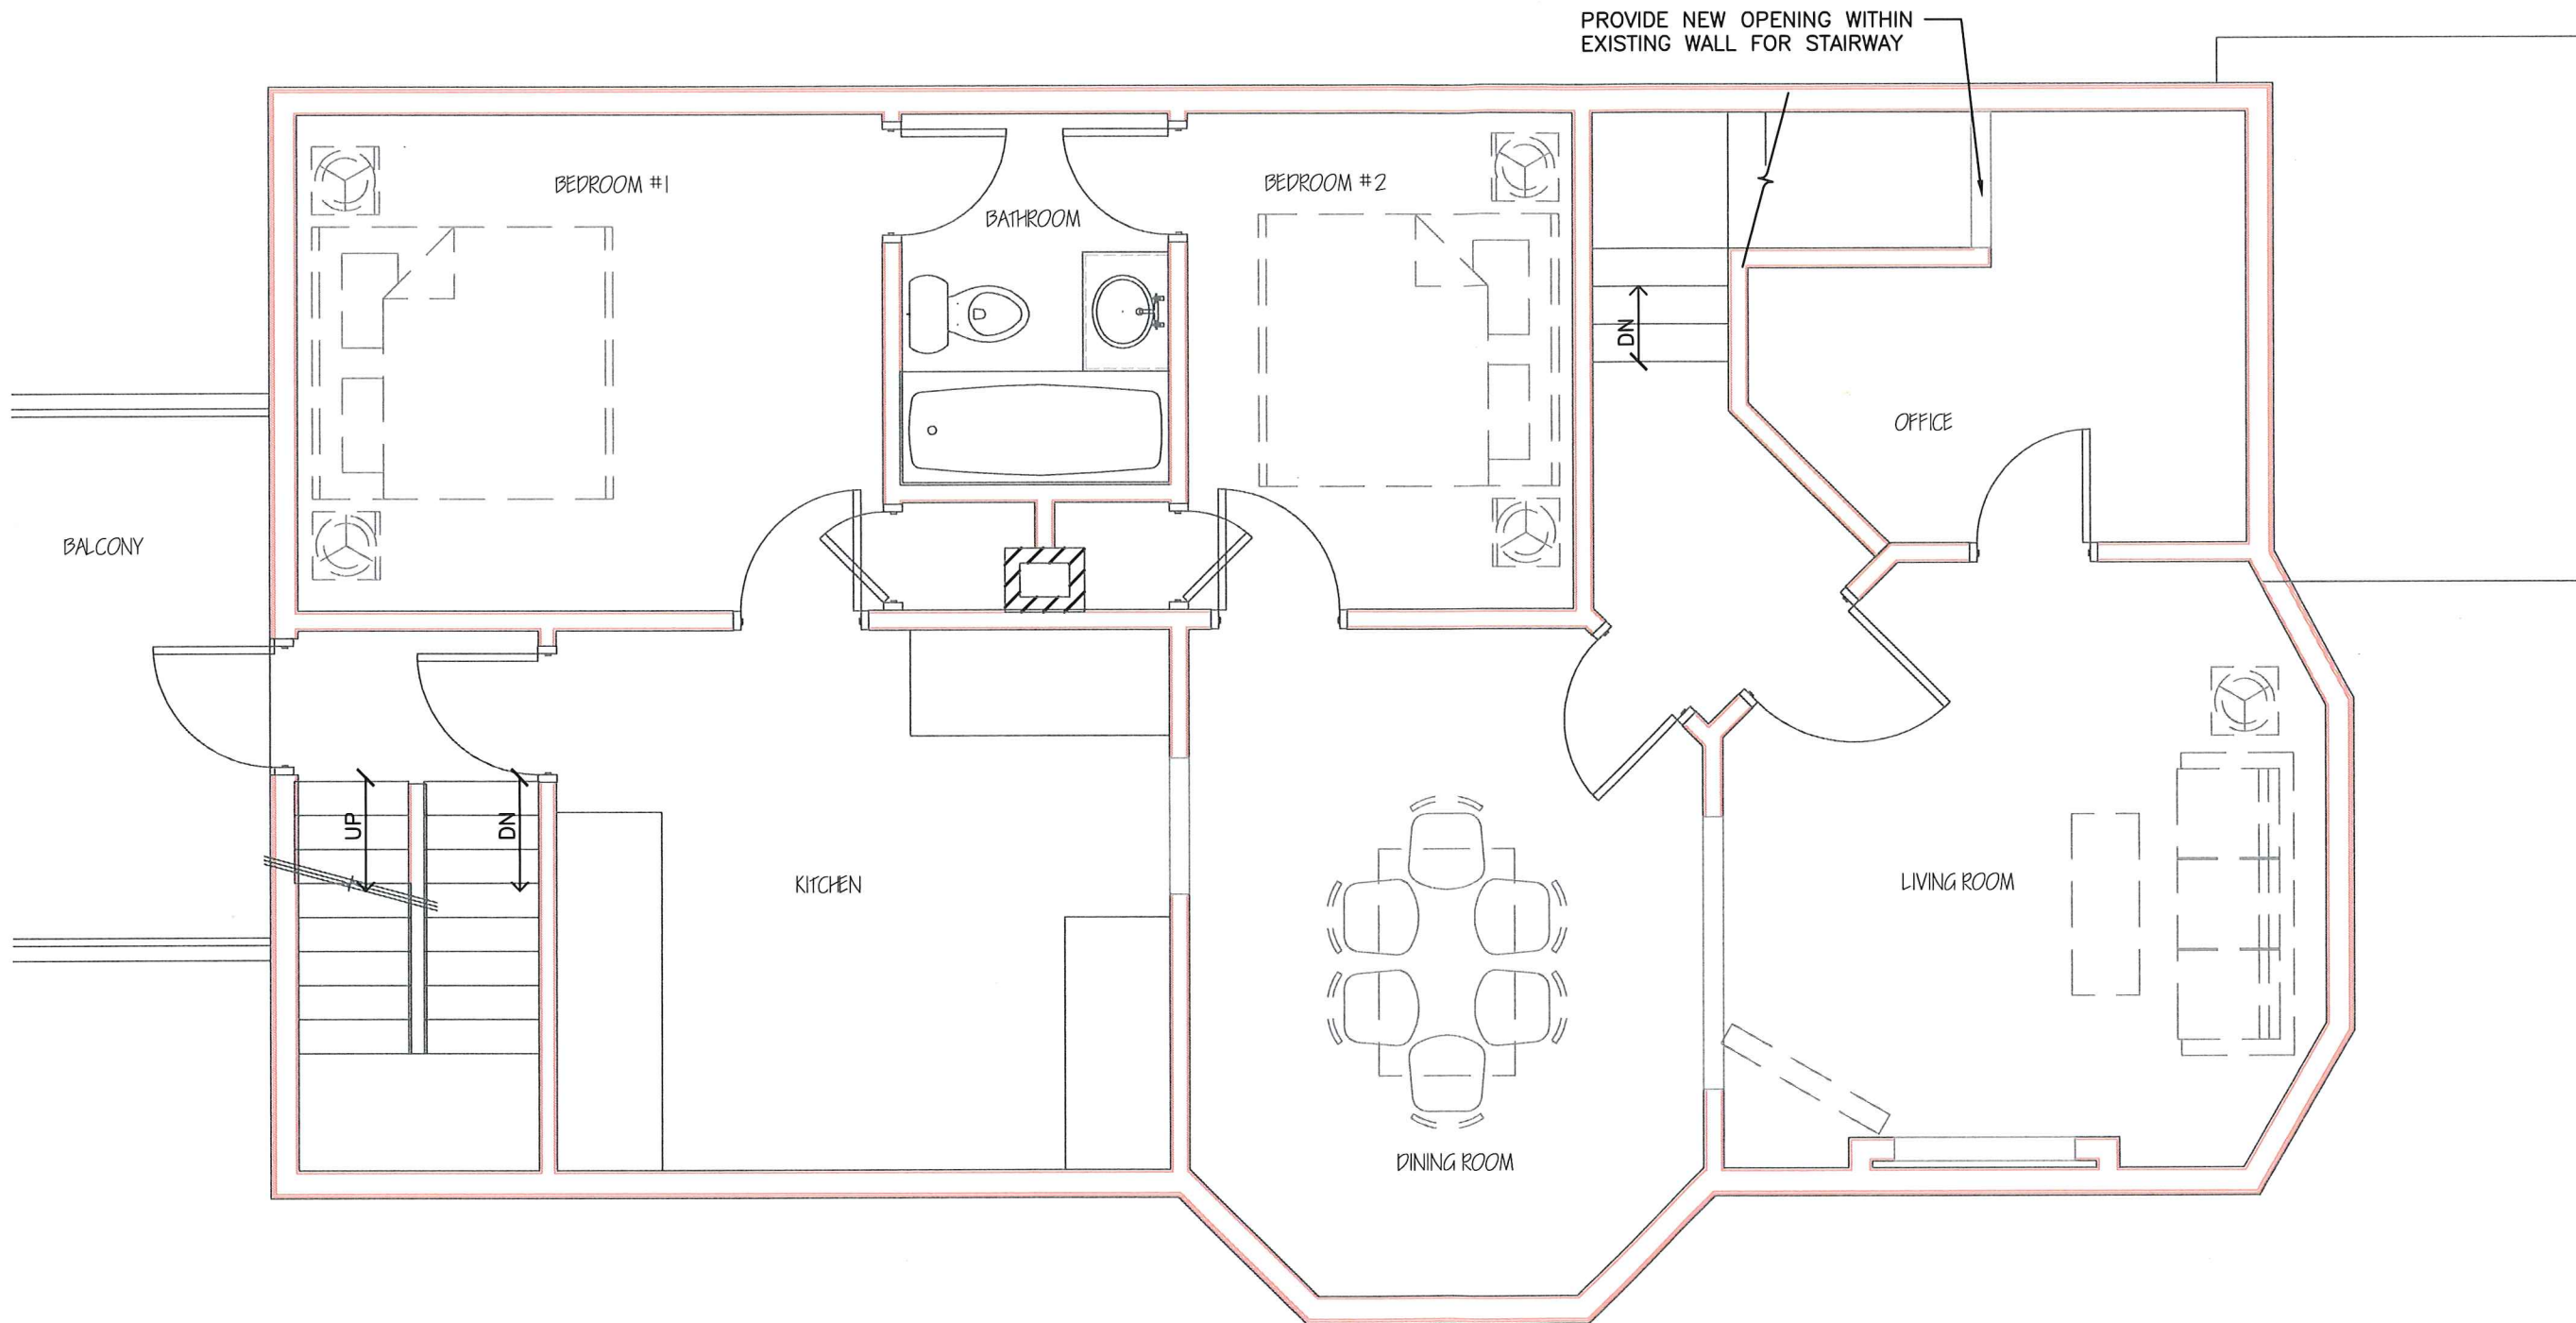 PROVIDE NEW OPENING WITHIN
EXISTING WALL FOR STAIRWAY
BEDROOM #1
BATHROOM
BEDROOM #2
DN
OFFICE
BALCONY
UP
DN
KITCHEN
LIVING ROOM
DINING ROOM